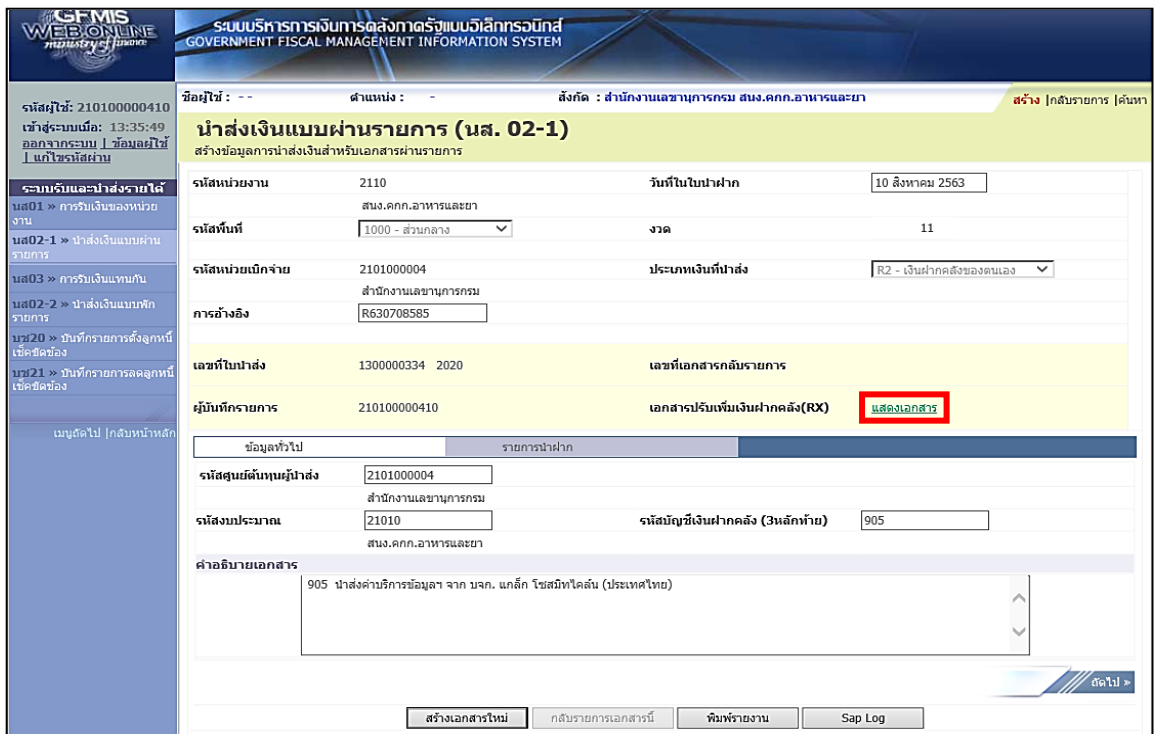 GFMIS
WEB ONLINE
ministry of finance
ระบบบริหารการเงินการคลังภาครัฐแบบอิเล็กทรอนิกส์
GOVERNMENT FISCAL MANAGEMENT INFORMATION SYSTEM
รหัสผู้ใช้: 210100000410
เข้าสู่ระบบเมื่อ: 13:35:49
ออกจากระบบ | ข้อมูลผู้ใช้
| แก้ไขรหัสผ่าน
ชื่อผู้ใช้ : - - ตำแหน่ง : - สังกัด : สำนักงานเลขานุการกรม สนง.คกก.อาหารและยา
สร้าง |กลับรายการ |ค้นหา
นำส่งเงินแบบผ่านรายการ (นส. 02-1)
สร้างข้อมูลการนำส่งเงินสำหรับเอกสารผ่านรายการ
ระบบรับและนำส่งรายได้
นส01 » การรับเงินของหน่วย
งาน
นส02-1 » นำส่งเงินแบบผ่าน
รายการ
นส03 » การรับเงินแทนกัน
นส02-2 » นำส่งเงินแบบพัก
รายการ
บช20 » บันทึกรายการตั้งลูกหนี้
เช็คขัดข้อง
บช21 » บันทึกรายการลดลูกหนี้
เช็คขัดข้อง
เมนูถัดไป |กลับหน้าหลัก
รหัสหน่วยงาน 2110 วันที่ในใบนำฝาก 10 สิงหาคม 2563
สนง.คกก.อาหารและยา
รหัสพื้นที่ 1000 - ส่วนกลาง งวด 11
รหัสหน่วยเบิกจ่าย 2101000004 ประเภทเงินที่นำส่ง R2 - เงินฝากคลังของตนเอง
สำนักงานเลขานุการกรม
การอ้างอิง R630708585
เลขที่ใบนำส่ง 1300000334 2020 เลขที่เอกสารกลับรายการ
ผู้บันทึกรายการ 210100000410 เอกสารปรับเพิ่มเงินฝากคลัง(RX) แสดงเอกสาร
ข้อมูลทั่วไป รายการนำฝาก
รหัสศูนย์ต้นทุนผู้นำส่ง 2101000004
สำนักงานเลขานุการกรม
รหัสงบประมาณ 21010 รหัสบัญชีเงินฝากคลัง (3หลักท้าย) 905
สนง.คกก.อาหารและยา
คำอธิบายเอกสาร
905 นำส่งค่าบริการข้อมูลฯ จาก บจก. แกล็ก โซสมิทไคล์น (ประเทศไทย)
ถัดไป »
สร้างเอกสารใหม่ กลับรายการเอกสารนี้ พิมพ์รายงาน Sap Log